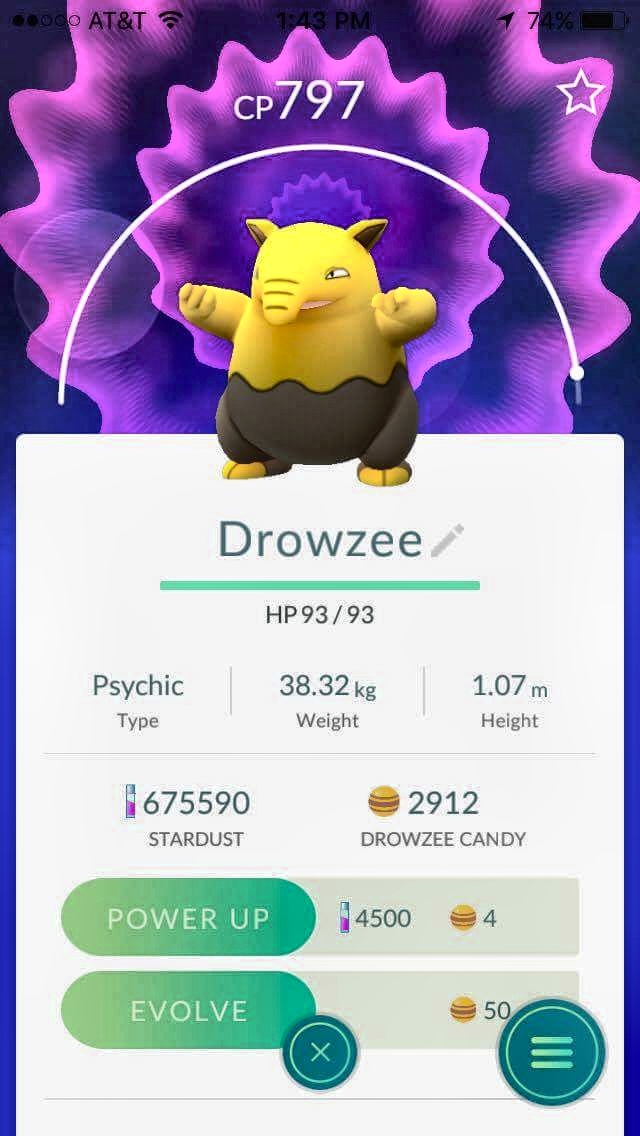 AT&T 1:43 PM 74%
CP797
Drowzee
HP 93 / 93
Psychic 38.32 kg 1.07 m
Type Weight Height
675590 2912
STARDUST DROWZEE CANDY
POWER UP 4500 4
EVOLVE 50